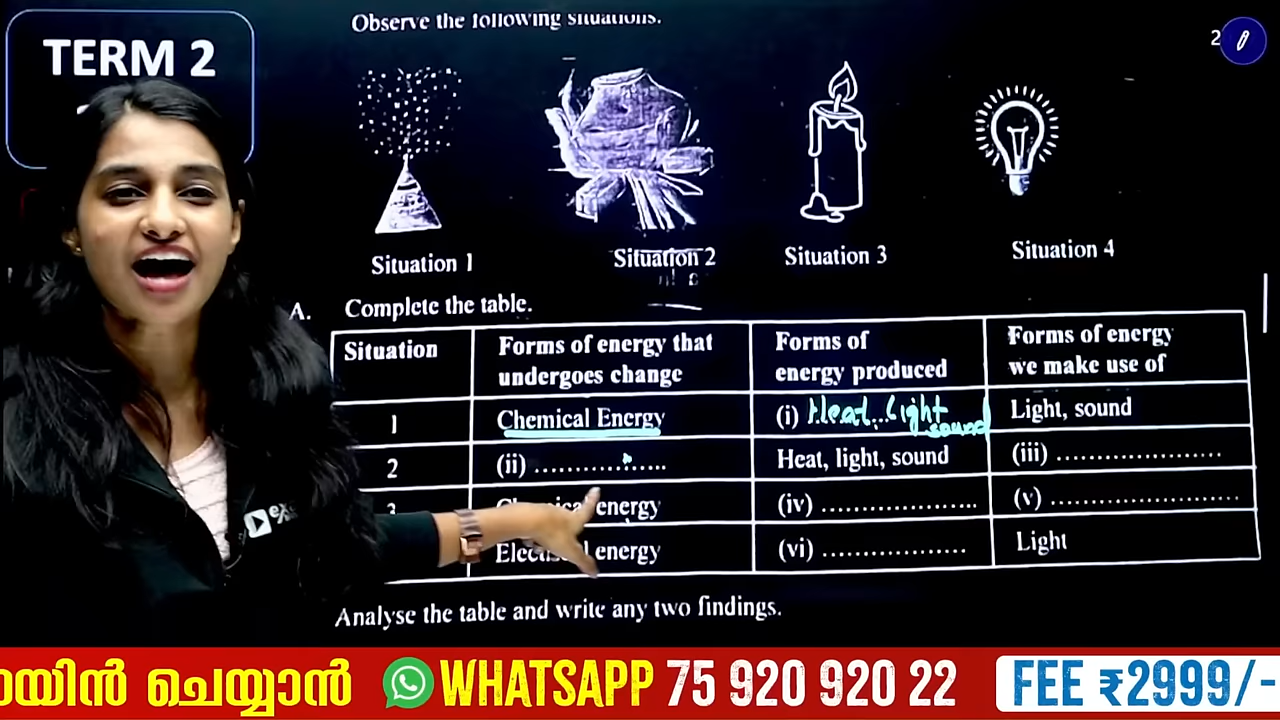 Observe the following situations.
TERM 2
2
Situation 1
Situation 2
Situation 3
Situation 4
A. Complete the table.
Situation
Forms of energy that undergoes change
Forms of energy produced
Forms of energy we make use of
1
Chemical Energy
(i) Heat..Light sound
Light, sound
2
(ii) ....................
Heat, light, sound
(iii) ....................
3
Chemical energy
(iv) ....................
(v) ....................
Electrical energy
(vi) ....................
Light
Analyse the table and write any two findings.
ചെയ്യാൻ WHATSAPP 75 920 920 22 FEE ₹2999/-